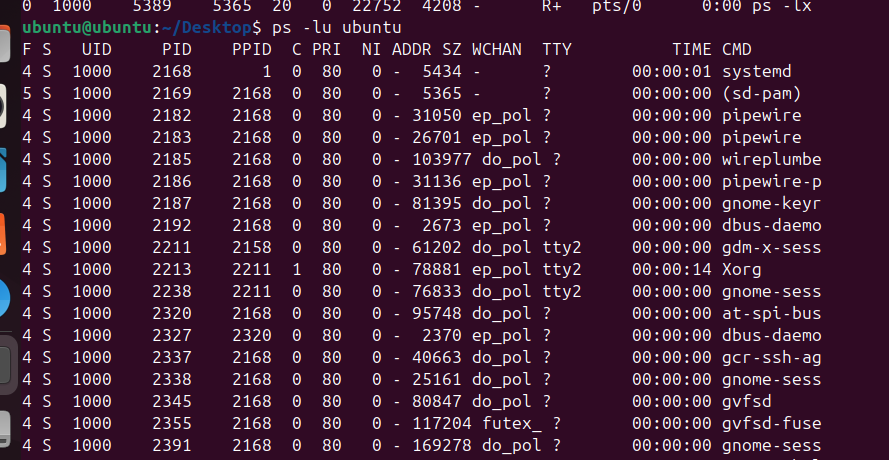 0  1000    5389    5365  20   0  22752  4208 -      R+   pts/0      0:00 ps -lx
ubuntu@ubuntu:~/Desktop$ ps -lu ubuntu
F S   UID     PID    PPID  C PRI  NI ADDR SZ WCHAN  TTY          TIME CMD
4 S  1000    2168       1  0  80   0 -  5434 -      ?        00:00:01 systemd
5 S  1000    2169    2168  0  80   0 -  5365 -      ?        00:00:00 (sd-pam)
4 S  1000    2182    2168  0  80   0 - 31050 ep_pol ?        00:00:00 pipewire
4 S  1000    2183    2168  0  80   0 - 26701 ep_pol ?        00:00:00 pipewire
4 S  1000    2185    2168  0  80   0 - 103977 do_pol ?       00:00:00 wireplumbe
4 S  1000    2186    2168  0  80   0 - 31136 ep_pol ?        00:00:00 pipewire-p
4 S  1000    2187    2168  0  80   0 - 81395 do_pol ?        00:00:00 gnome-keyr
4 S  1000    2192    2168  0  80   0 -  2673 ep_pol ?        00:00:00 dbus-daemo
4 S  1000    2211    2158  0  80   0 - 61202 do_pol tty2     00:00:00 gdm-x-sess
4 S  1000    2213    2211  1  80   0 - 78881 ep_pol tty2     00:00:14 Xorg
4 S  1000    2238    2211  0  80   0 - 76833 do_pol tty2     00:00:00 gnome-sess
4 S  1000    2320    2168  0  80   0 - 95748 do_pol ?        00:00:00 at-spi-bus
4 S  1000    2327    2320  0  80   0 -  2370 ep_pol ?        00:00:00 dbus-daemo
4 S  1000    2337    2168  0  80   0 - 40663 do_pol ?        00:00:00 gcr-ssh-ag
4 S  1000    2338    2168  0  80   0 - 25161 do_pol ?        00:00:00 gnome-sess
4 S  1000    2345    2168  0  80   0 - 80847 do_pol ?        00:00:00 gvfsd
4 S  1000    2355    2168  0  80   0 - 117204 futex_ ?       00:00:00 gvfsd-fuse
4 S  1000    2391    2168  0  80   0 - 169278 do_pol ?       00:00:00 gnome-sess